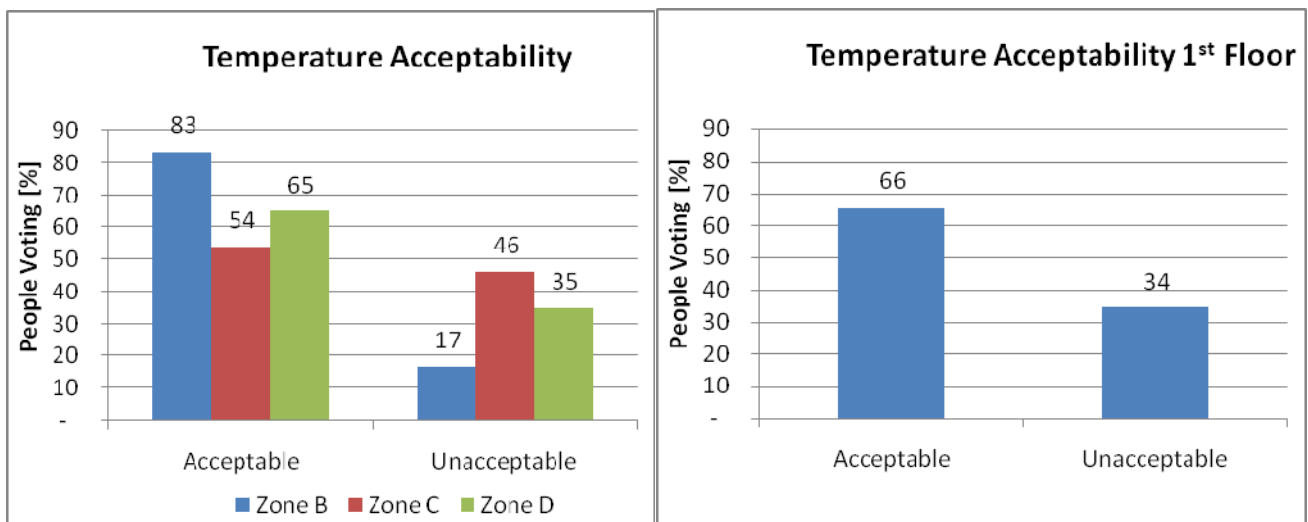 Temperature Acceptability
People Voting [%]
90
80
70
60
50
40
30
20
10
-
83
54
65
17
46
35
Acceptable
Unacceptable
Zone B
Zone C
Zone D
Temperature Acceptability 1st Floor
People Voting [%]
90
80
70
60
50
40
30
20
10
-
66
34
Acceptable
Unacceptable